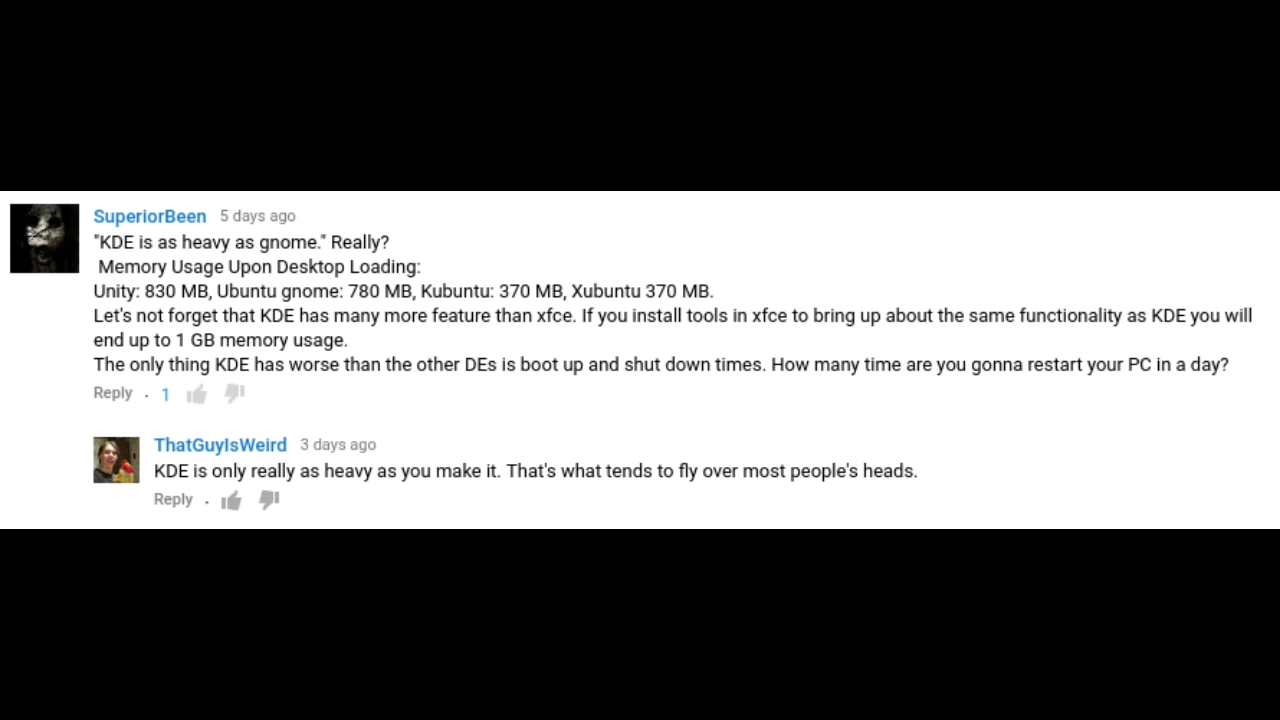 SuperiorBeen 5 days ago
"KDE is as heavy as gnome." Really?
Memory Usage Upon Desktop Loading:
Unity: 830 MB, Ubuntu gnome: 780 MB, Kubuntu: 370 MB, Xubuntu 370 MB.
Let's not forget that KDE has many more feature than xfce. If you install tools in xfce to bring up about the same functionality as KDE you will
end up to 1 GB memory usage.
The only thing KDE has worse than the other DEs is boot up and shut down times. How many time are you gonna restart your PC in a day?
Reply · 1
ThatGuyIsWeird 3 days ago
KDE is only really as heavy as you make it. That's what tends to fly over most people's heads.
Reply ·